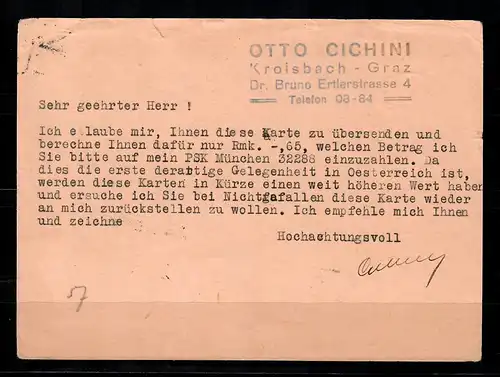 OTTO CICHINI
Kroisbach - Graz
Dr. Bruno Ertlerstrasse 4
Telefon 08-84
Sehr geehrter Herr !
Ich e laube mir, Ihnen diese Karte zu übersenden und
berechne Ihnen dafür nur Rmk. -,65, welchen Betrag ich
Sie bitte auf mein PSK München 32288 einzuzahlen. Da
dies die erste derartige Gelegenheit in Oesterreich ist,
werden diese Karten in Kürze einen weit höheren Wert haben
und ersuche ich Sie bei Nichtgafallen diese Karte wieder
an mich zurückstellen zu wollen. Ich empfehle mich Ihnen
und zeichne
Hochachtungsvoll
57